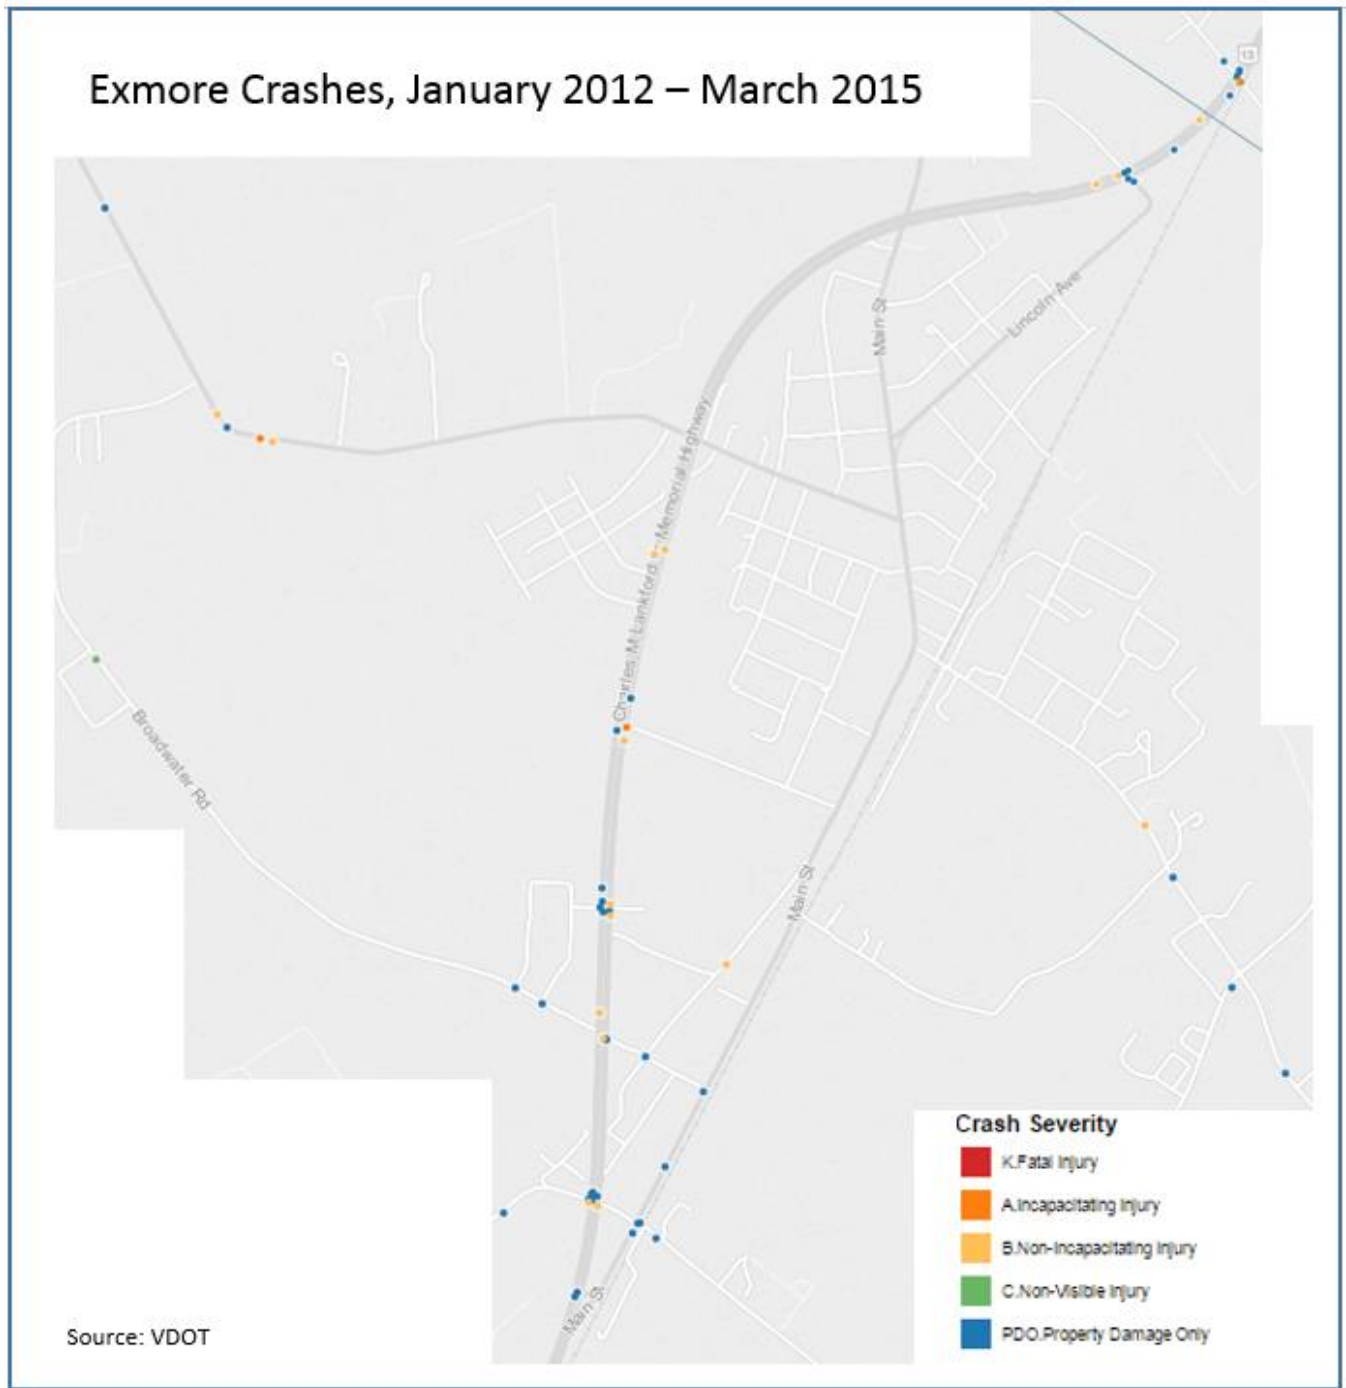 Exmore Crashes, January 2012 – March 2015
13
Main St
Lincoln Ave
Charles M Lankford Memorial Highway
Broadwater Rd
Main St
Main St
Crash Severity
K.Fatal Injury
A.Incapacitating Injury
B.Non-Incapacitating Injury
C.Non-Visible Injury
PDO.Property Damage Only
Source: VDOT